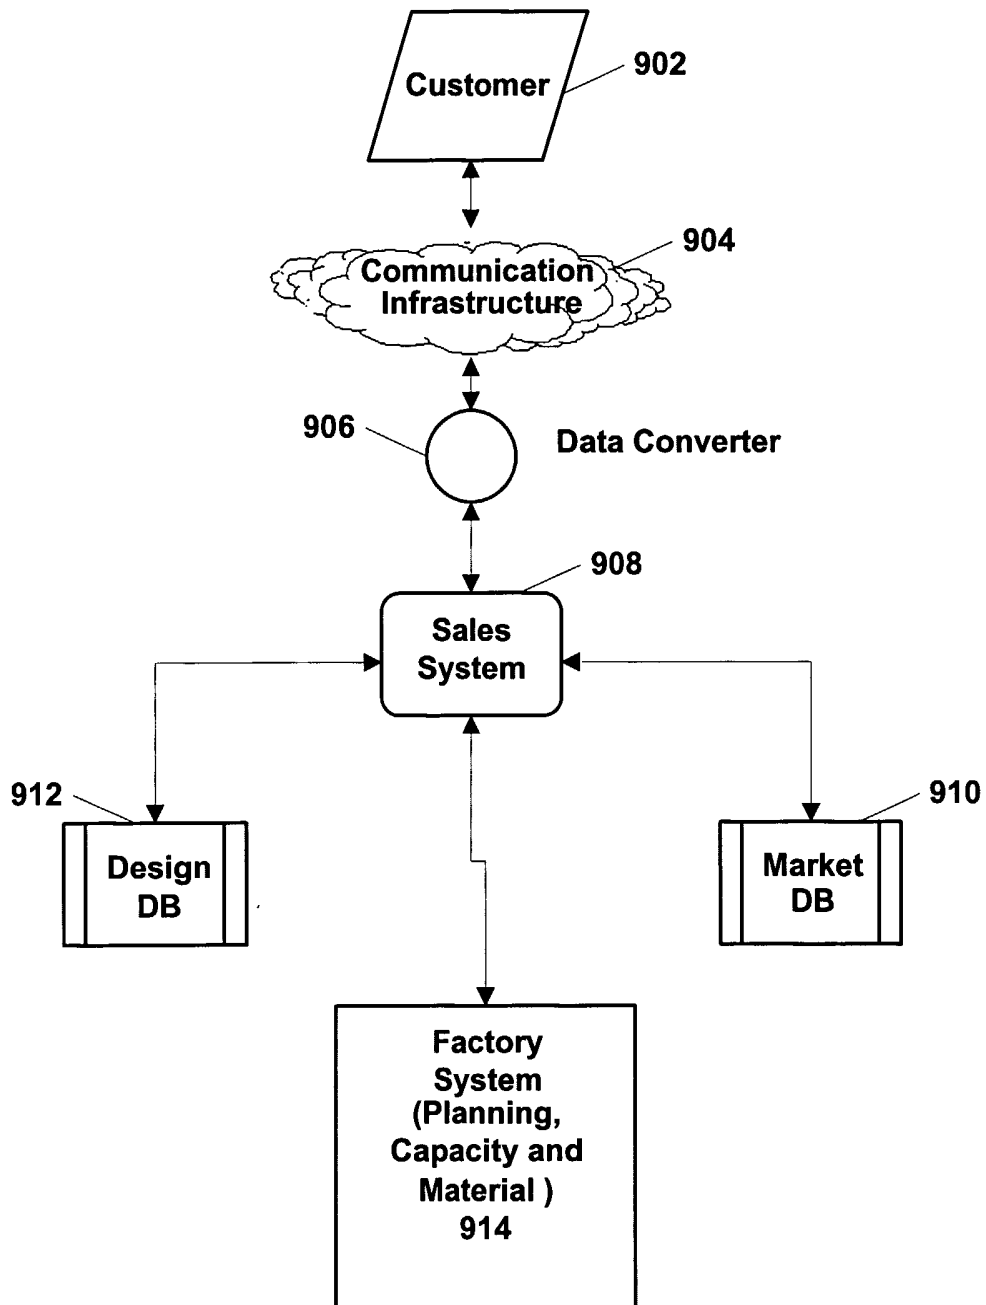 902
Customer
904
Communication
Infrastructure
906
Data Converter
908
Sales
System
912
910
Design
DB
Market
DB
Factory
System
(Planning,
Capacity and
Material )
914